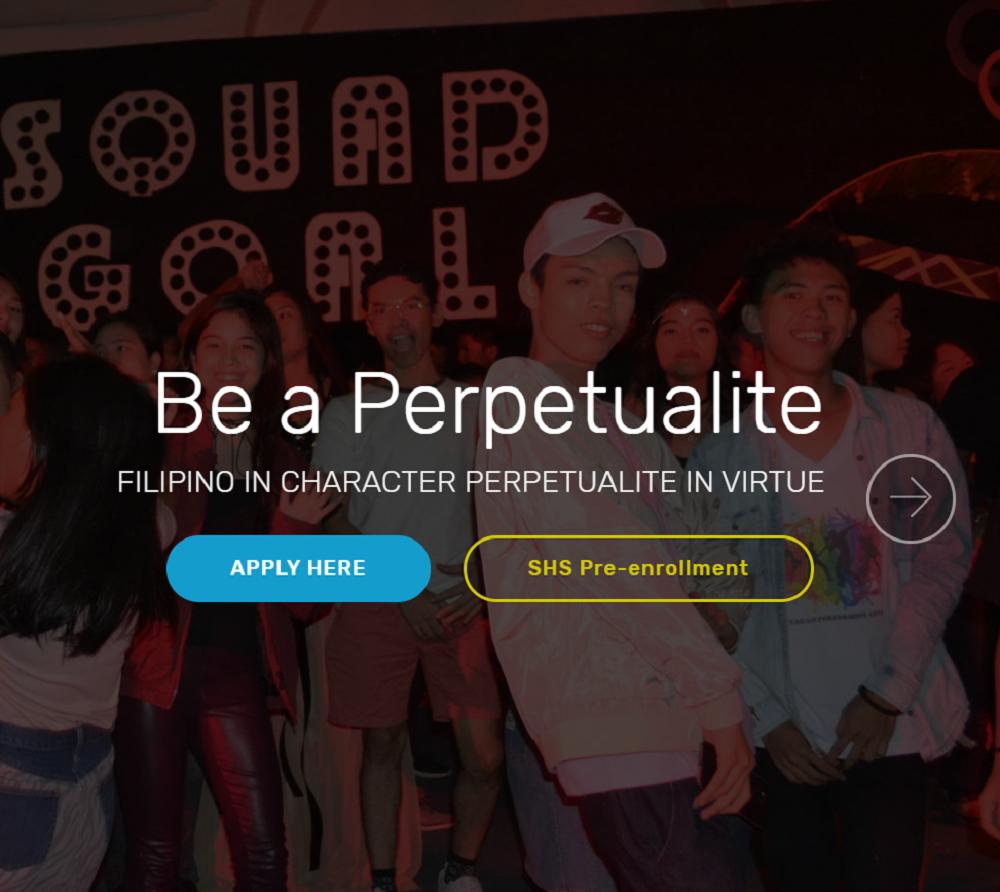 SQUAD
GOAL
Be a Perpetualite
FILIPINO IN CHARACTER PERPETUALITE IN VIRTUE
APPLY HERE
SHS Pre-enrollment